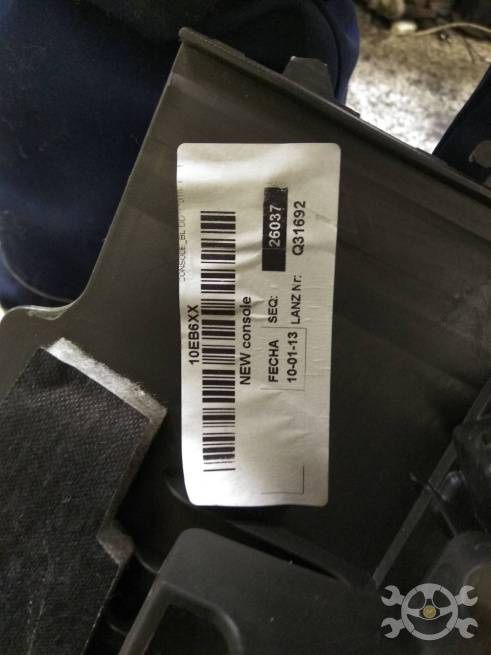 10EB6XX
NEW console
FECHA
10-01-13
SEQ:
26037
LANZ Nr:
Q31692